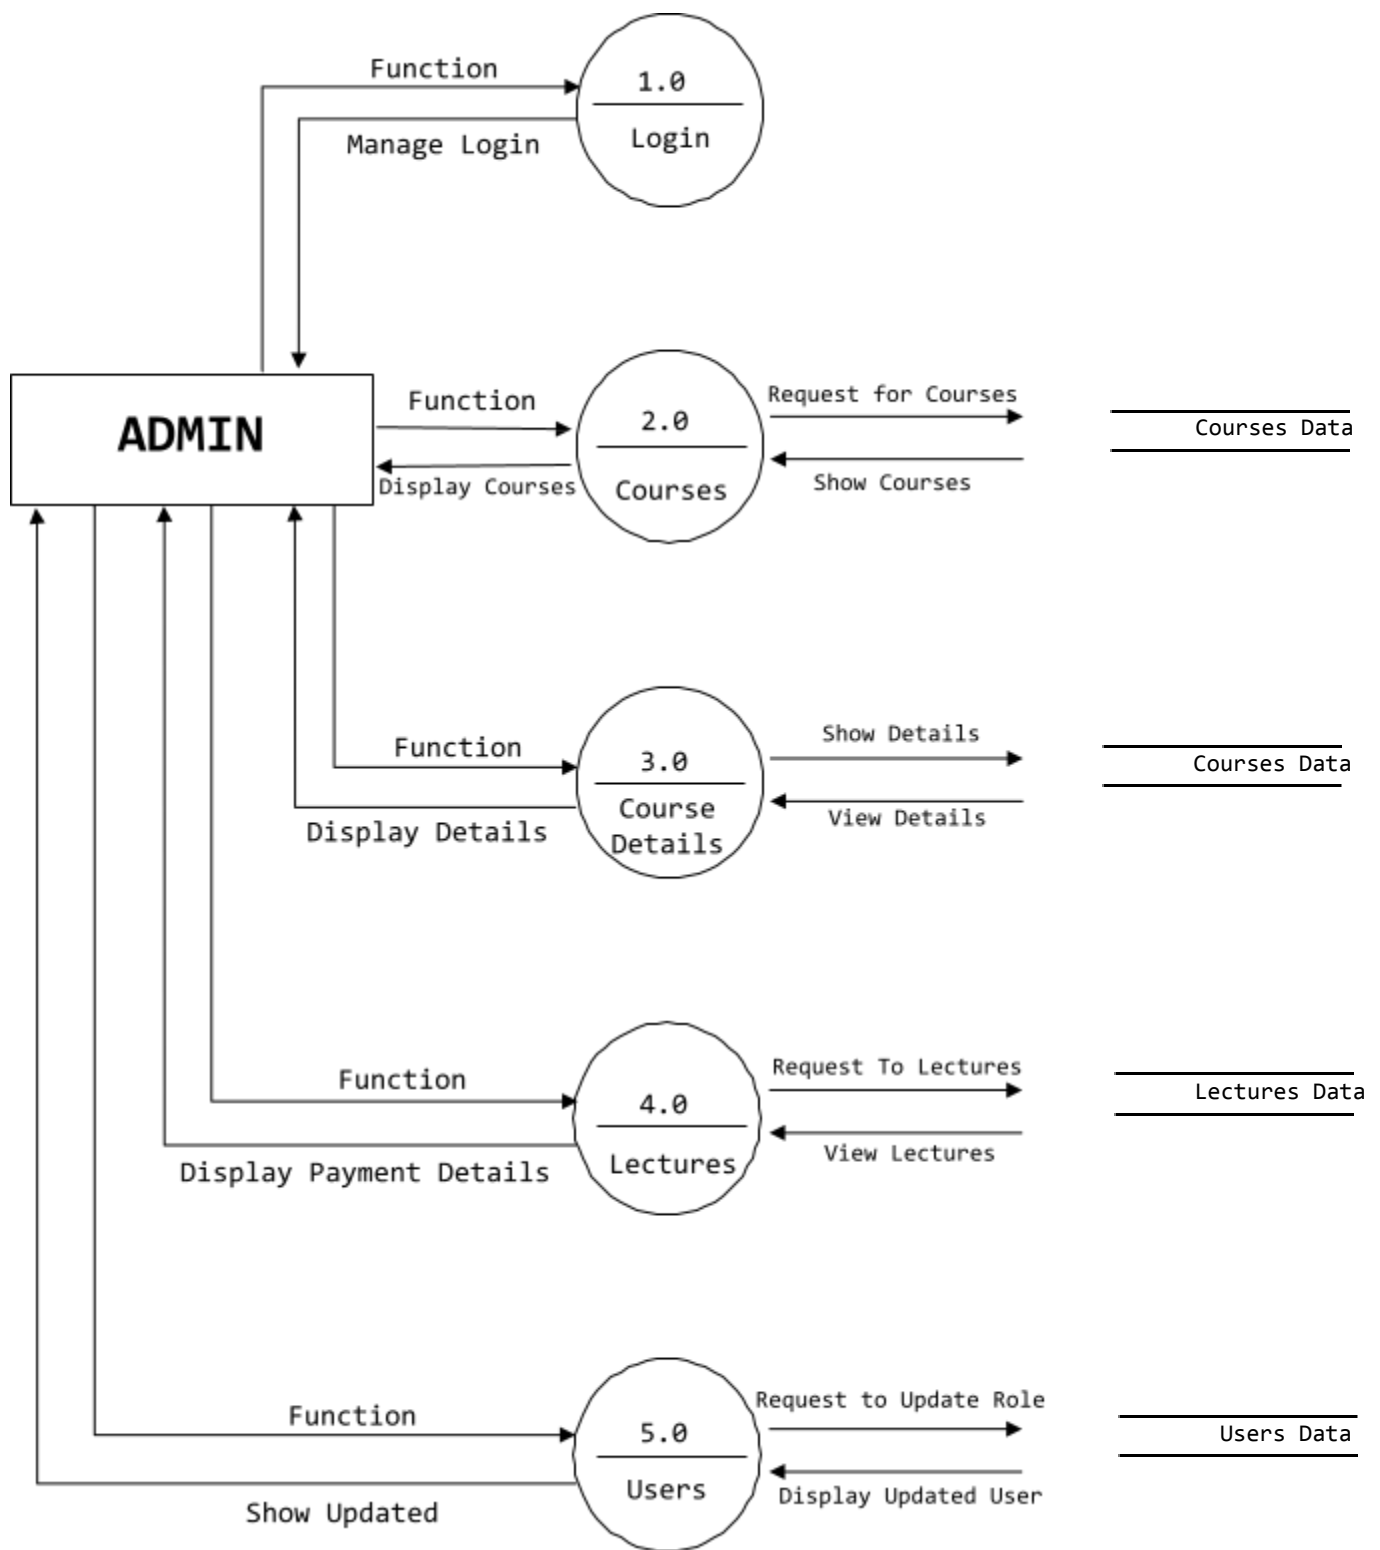 Function
1.0
Manage Login
Login
ADMIN
Function
Display Courses
2.0
Courses
Request for Courses
Show Courses
Courses Data
Function
Display Details
3.0
Course
Details
Show Details
View Details
Courses Data
Function
Display Payment Details
4.0
Lectures
Request To Lectures
View Lectures
Lectures Data
Function
Show Updated
5.0
Users
Request to Update Role
Display Updated User
Users Data